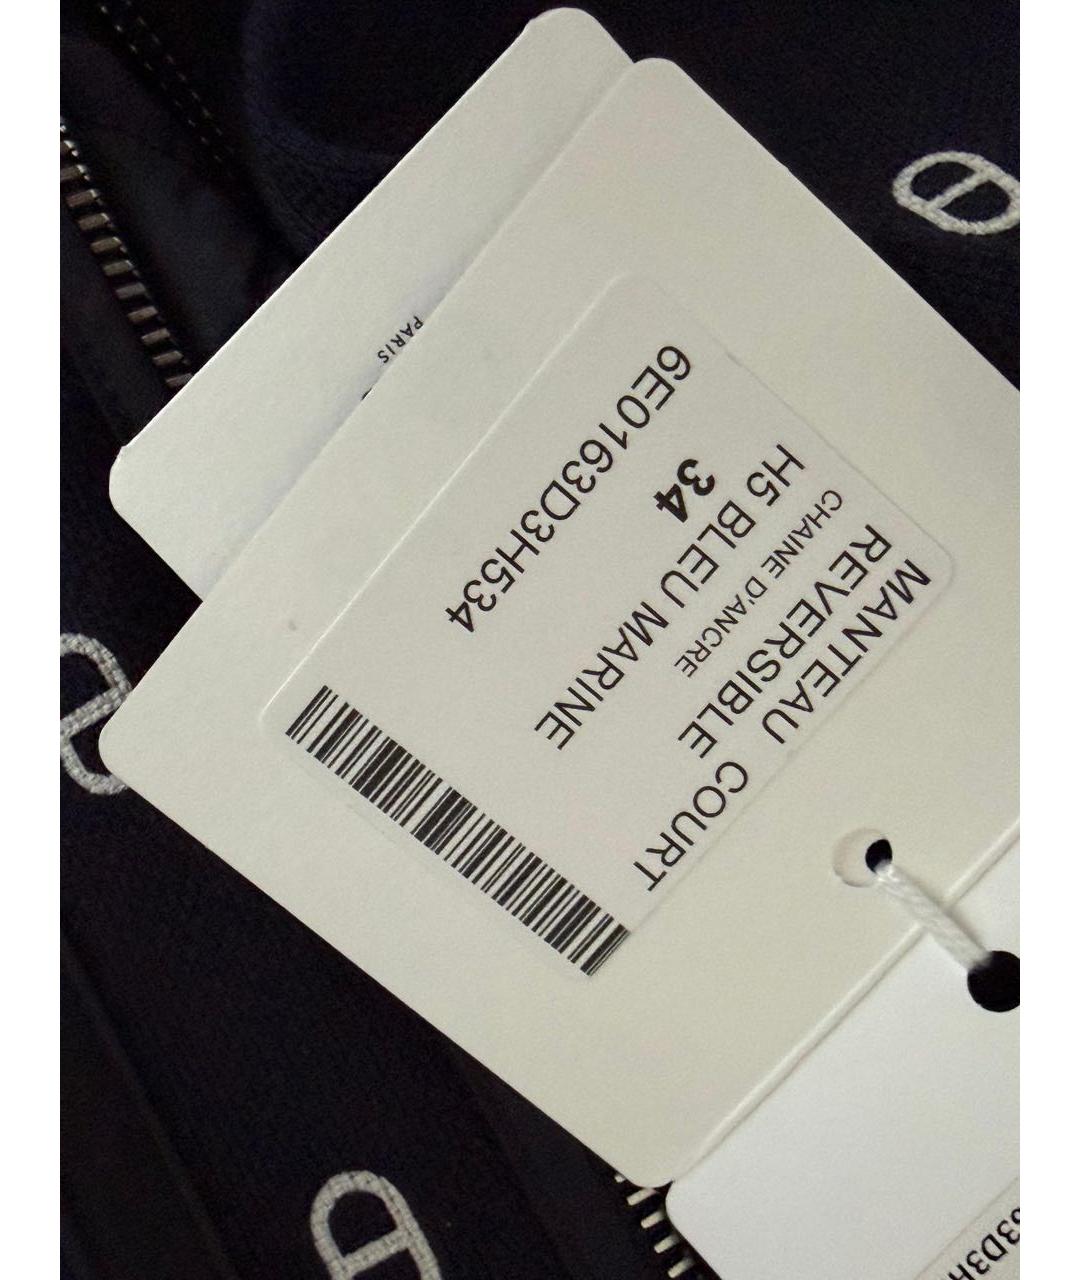 MANTEAU COURT
REVERSIBLE
CHAINE D'ANCRE
H5 BLEU MARINE
34
6E0163D3H534
PARIS